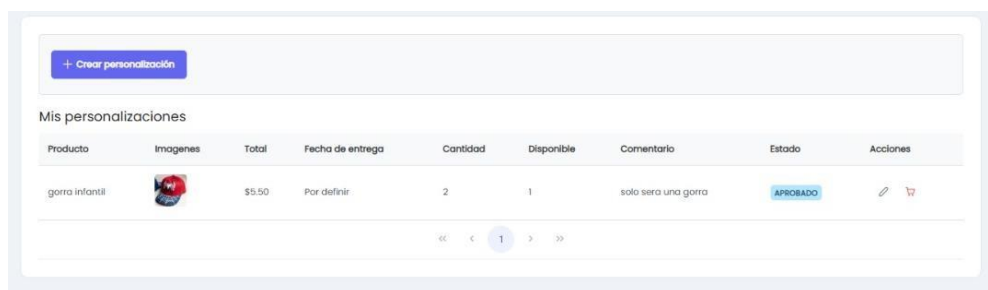 + Crear personalización
Mis personalizaciones
Producto Imagenes Total Fecha de entrega Cantidad Disponible Comentario Estado Acciones
gorra infantil $5.50 Por definir 2 1 solo sera una gorra APROBADO
« < 1 > »